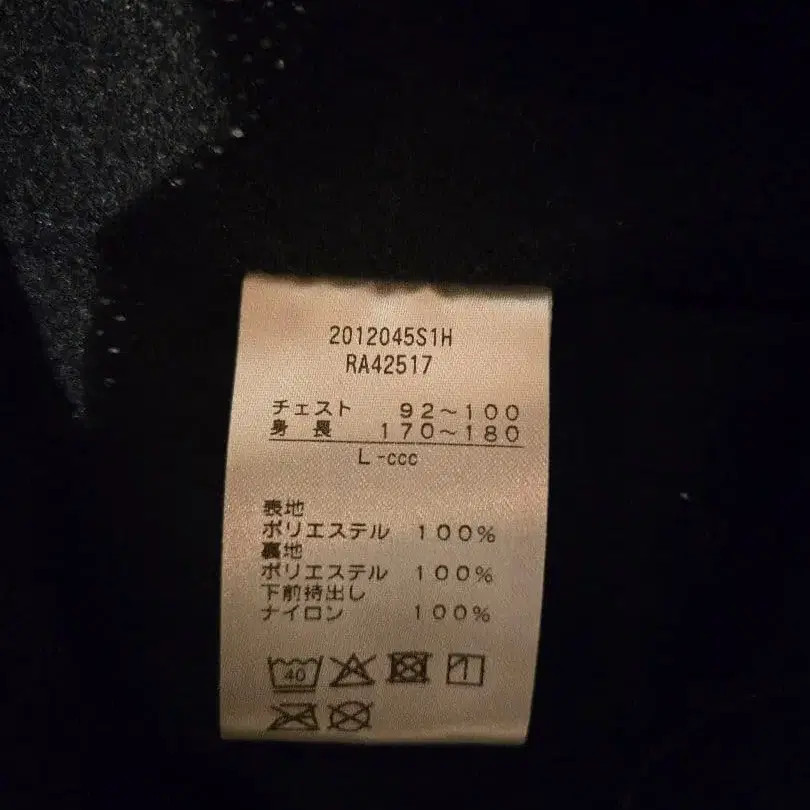 2012045S1H
RA42517
チェスト 92~100
身長 170~180
L-ccc
表地
ポリエステル 100%
裏地
ポリエステル 100%
下前持出し
ナイロン 100%
40